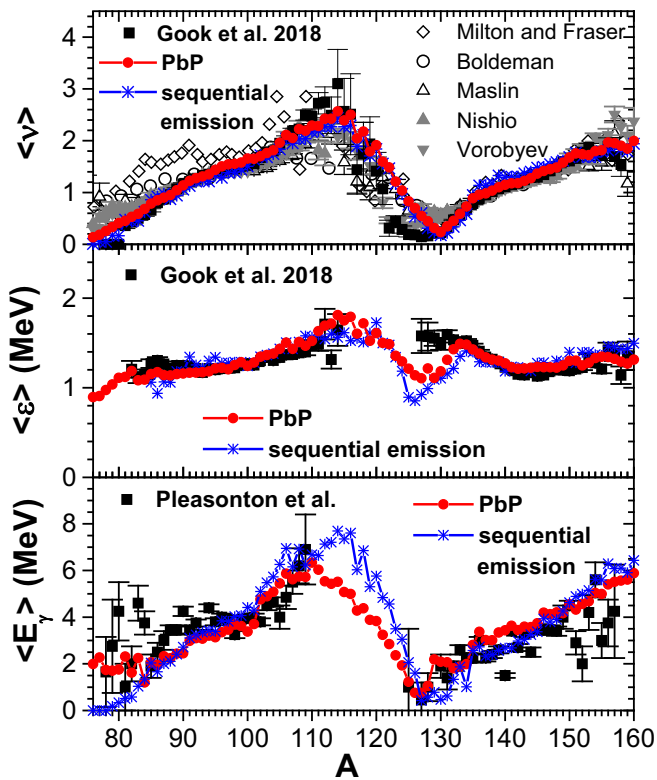 Gook et al. 2018
PbP
sequential
emission
Milton and Fraser
Boldeman
Maslin
Nishio
Vorobyev
<ν>
4
3
2
1
0
Gook et al. 2018
PbP
sequential emission
<ε> (MeV)
2
1
0
Pleasonton et al.
PbP
sequential
emission
<Eγ> (MeV)
8
6
4
2
0
80 90 100 110 120 130 140 150 160
A